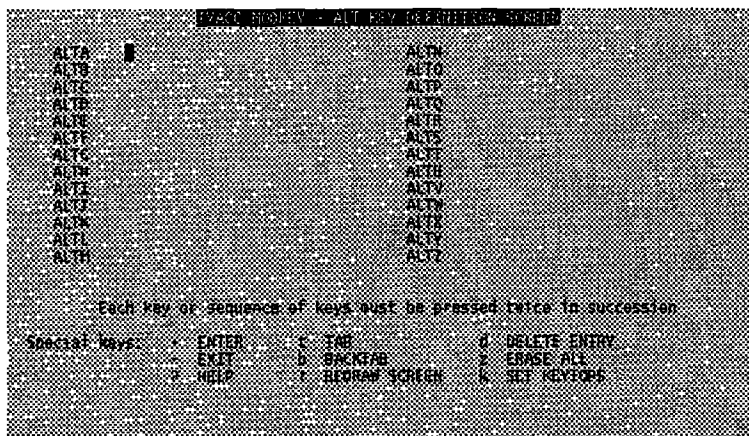 HOTKEY - ALT KEY DEFINITION SCREEN
ALTA ALTN
ALTB ALTO
ALTC ALTP
ALTD ALTQ
ALTE ALTR
ALTF ALTS
ALTG ALTT
ALTH ALTU
ALTI ALTV
ALTJ ALTW
ALTK ALTX
ALTL ALTY
ALTM ALTZ
Each key or sequence of keys must be pressed twice in succession
Special keys: + ENTER t TAB d DELETE ENTRY
- EXIT b BACKTAB z ERASE ALL
? HELP r REDRAW SCREEN k SET KEYTOPS